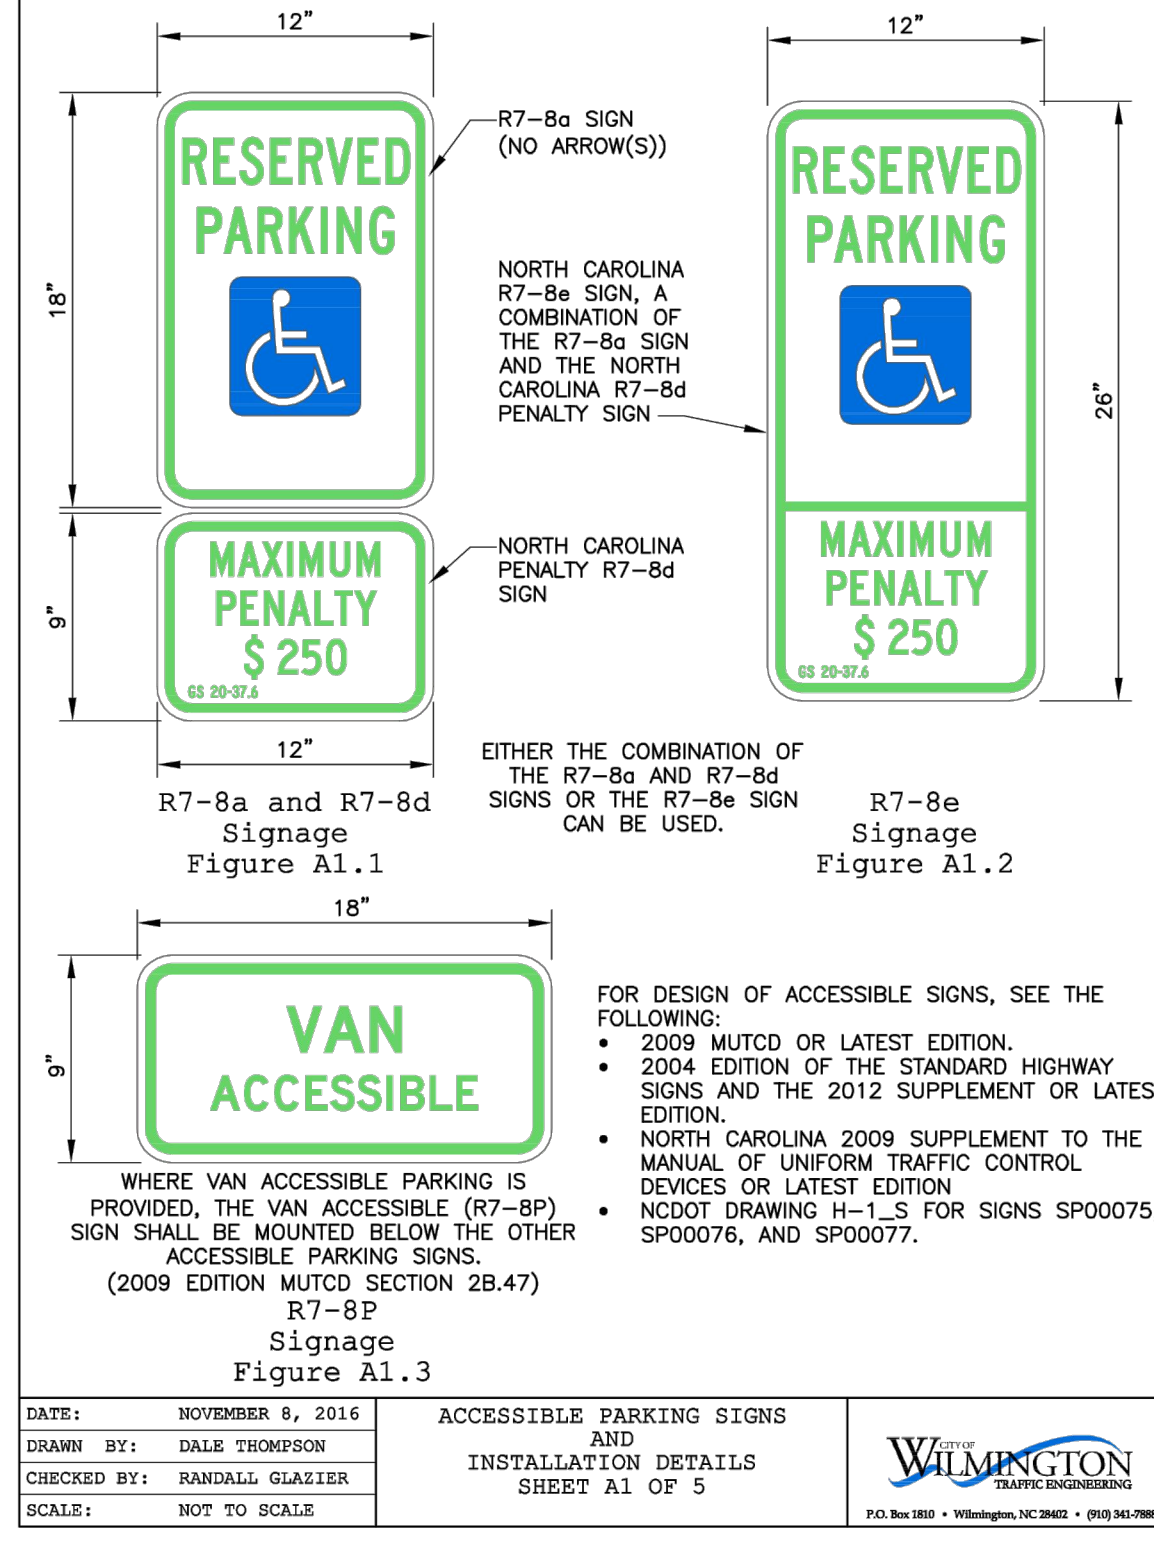 12”
RESERVED
PARKING
18”
R7-8a SIGN
(NO ARROW(S))
NORTH CAROLINA
R7-8e SIGN, A
COMBINATION OF
THE R7-8a SIGN
AND THE NORTH
CAROLINA R7-8d
PENALTY SIGN
MAXIMUM
PENALTY
$ 250
GS 20-37.6
9”
NORTH CAROLINA
PENALTY R7-8d
SIGN
12”
R7-8a and R7-8d
Signage
Figure A1.1
EITHER THE COMBINATION OF
THE R7-8a AND R7-8d
SIGNS OR THE R7-8e SIGN
CAN BE USED.
12”
RESERVED
PARKING
26”
MAXIMUM
PENALTY
$ 250
GS 20-37.6
R7-8e
Signage
Figure A1.2
18”
9”
VAN
ACCESSIBLE
WHERE VAN ACCESSIBLE PARKING IS
PROVIDED, THE VAN ACCESSIBLE (R7-8P)
SIGN SHALL BE MOUNTED BELOW THE OTHER
ACCESSIBLE PARKING SIGNS.
(2009 EDITION MUTCD SECTION 2B.47)
R7-8P
Signage
Figure A1.3
FOR DESIGN OF ACCESSIBLE SIGNS, SEE THE
FOLLOWING:
• 2009 MUTCD OR LATEST EDITION.
• 2004 EDITION OF THE STANDARD HIGHWAY
SIGNS AND THE 2012 SUPPLEMENT OR LATES
EDITION.
• NORTH CAROLINA 2009 SUPPLEMENT TO THE
MANUAL OF UNIFORM TRAFFIC CONTROL
DEVICES OR LATEST EDITION
• NCDOT DRAWING H-1_S FOR SIGNS SP00075
SP00076, AND SP00077.
DATE: NOVEMBER 8, 2016
DRAWN BY: DALE THOMPSON
CHECKED BY: RANDALL GLAZIER
SCALE: NOT TO SCALE
ACCESSIBLE PARKING SIGNS
AND
INSTALLATION DETAILS
SHEET A1 OF 5
CITY OF
WILMINGTON
TRAFFIC ENGINEERING
P.O. Box 1810 • Wilmington, NC 28402 • (910) 341-7888